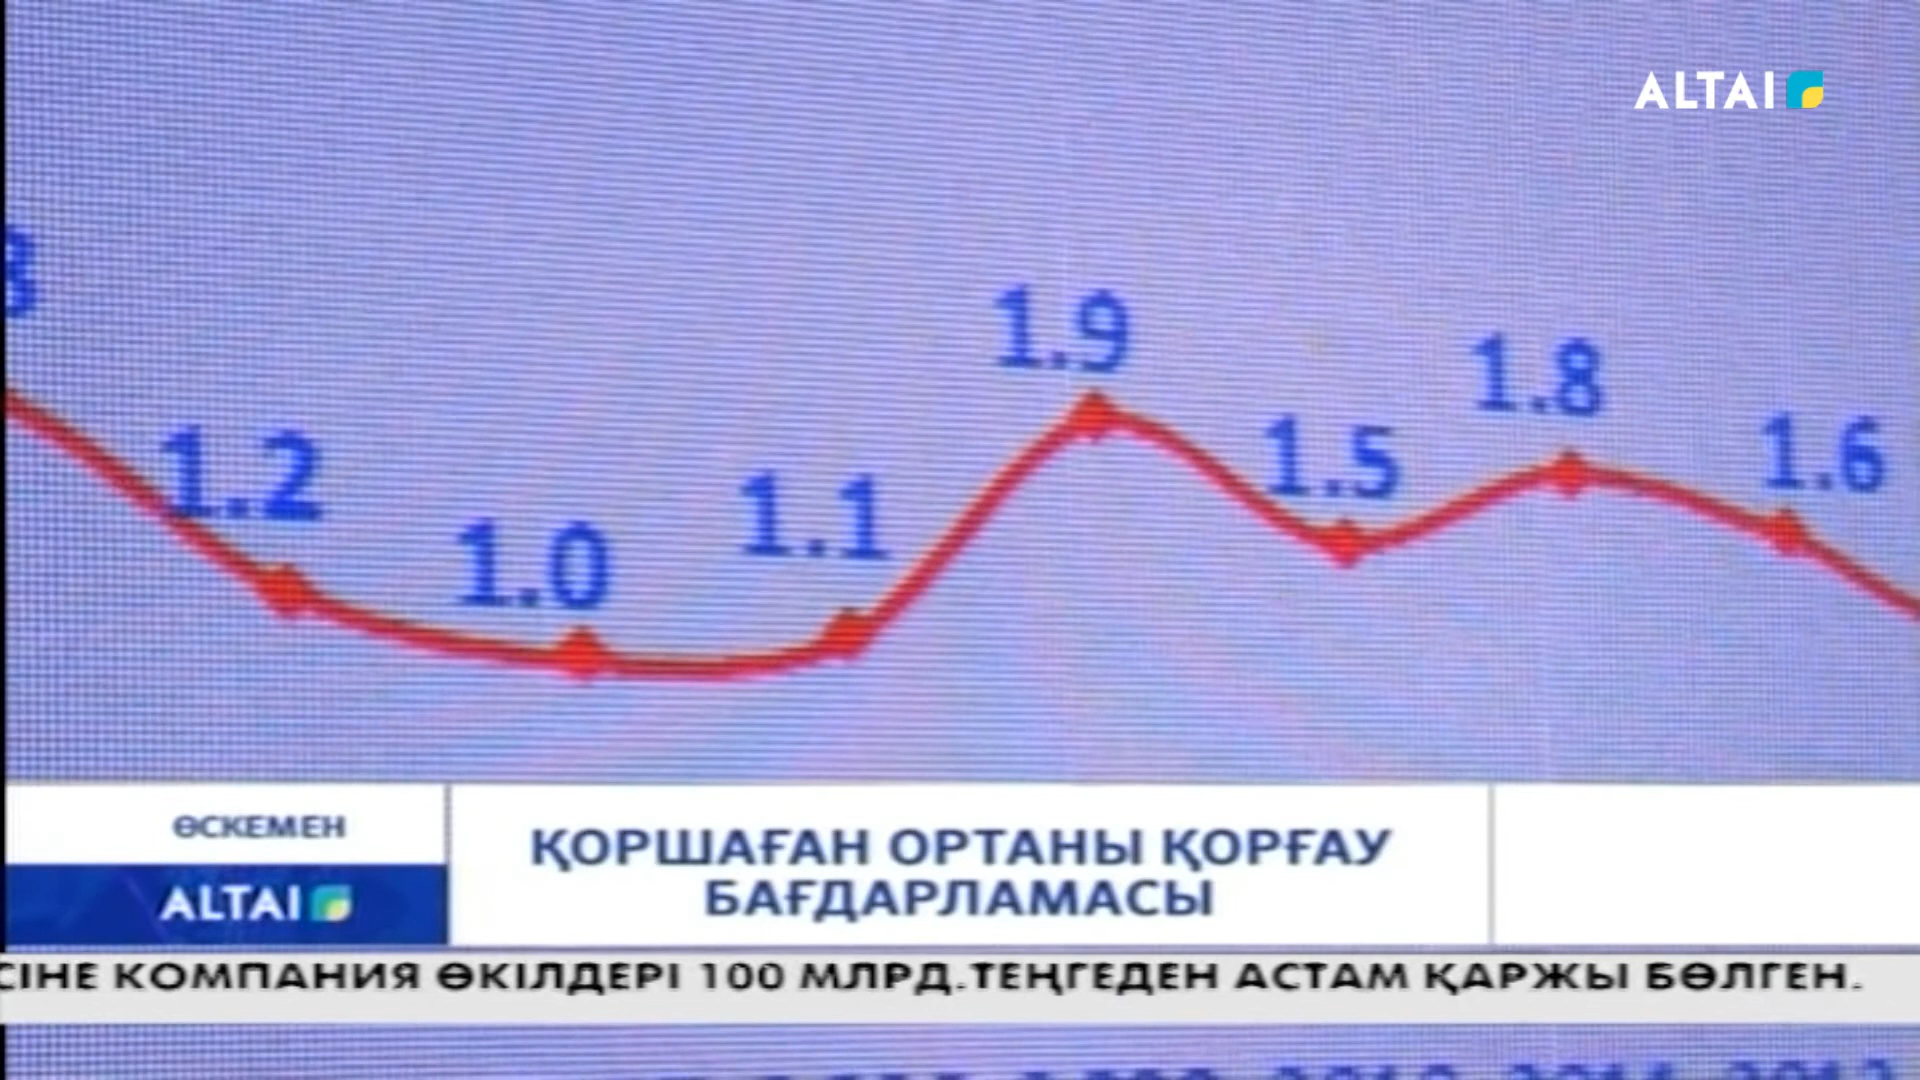 ALTAI
1.9
1.8
1.2
1.5
1.6
1.0
1.1
ӨСКЕМЕН
ҚОРШАҒАН ОРТАНЫ ҚОРҒАУ
БАҒДАРЛАМАСЫ
ALTAI
КОМПАНИЯ ӨКІЛДЕРІ 100 МЛРД.ТЕҢГЕДЕН АСТАМ ҚАРЖЫ БӨЛГЕН.